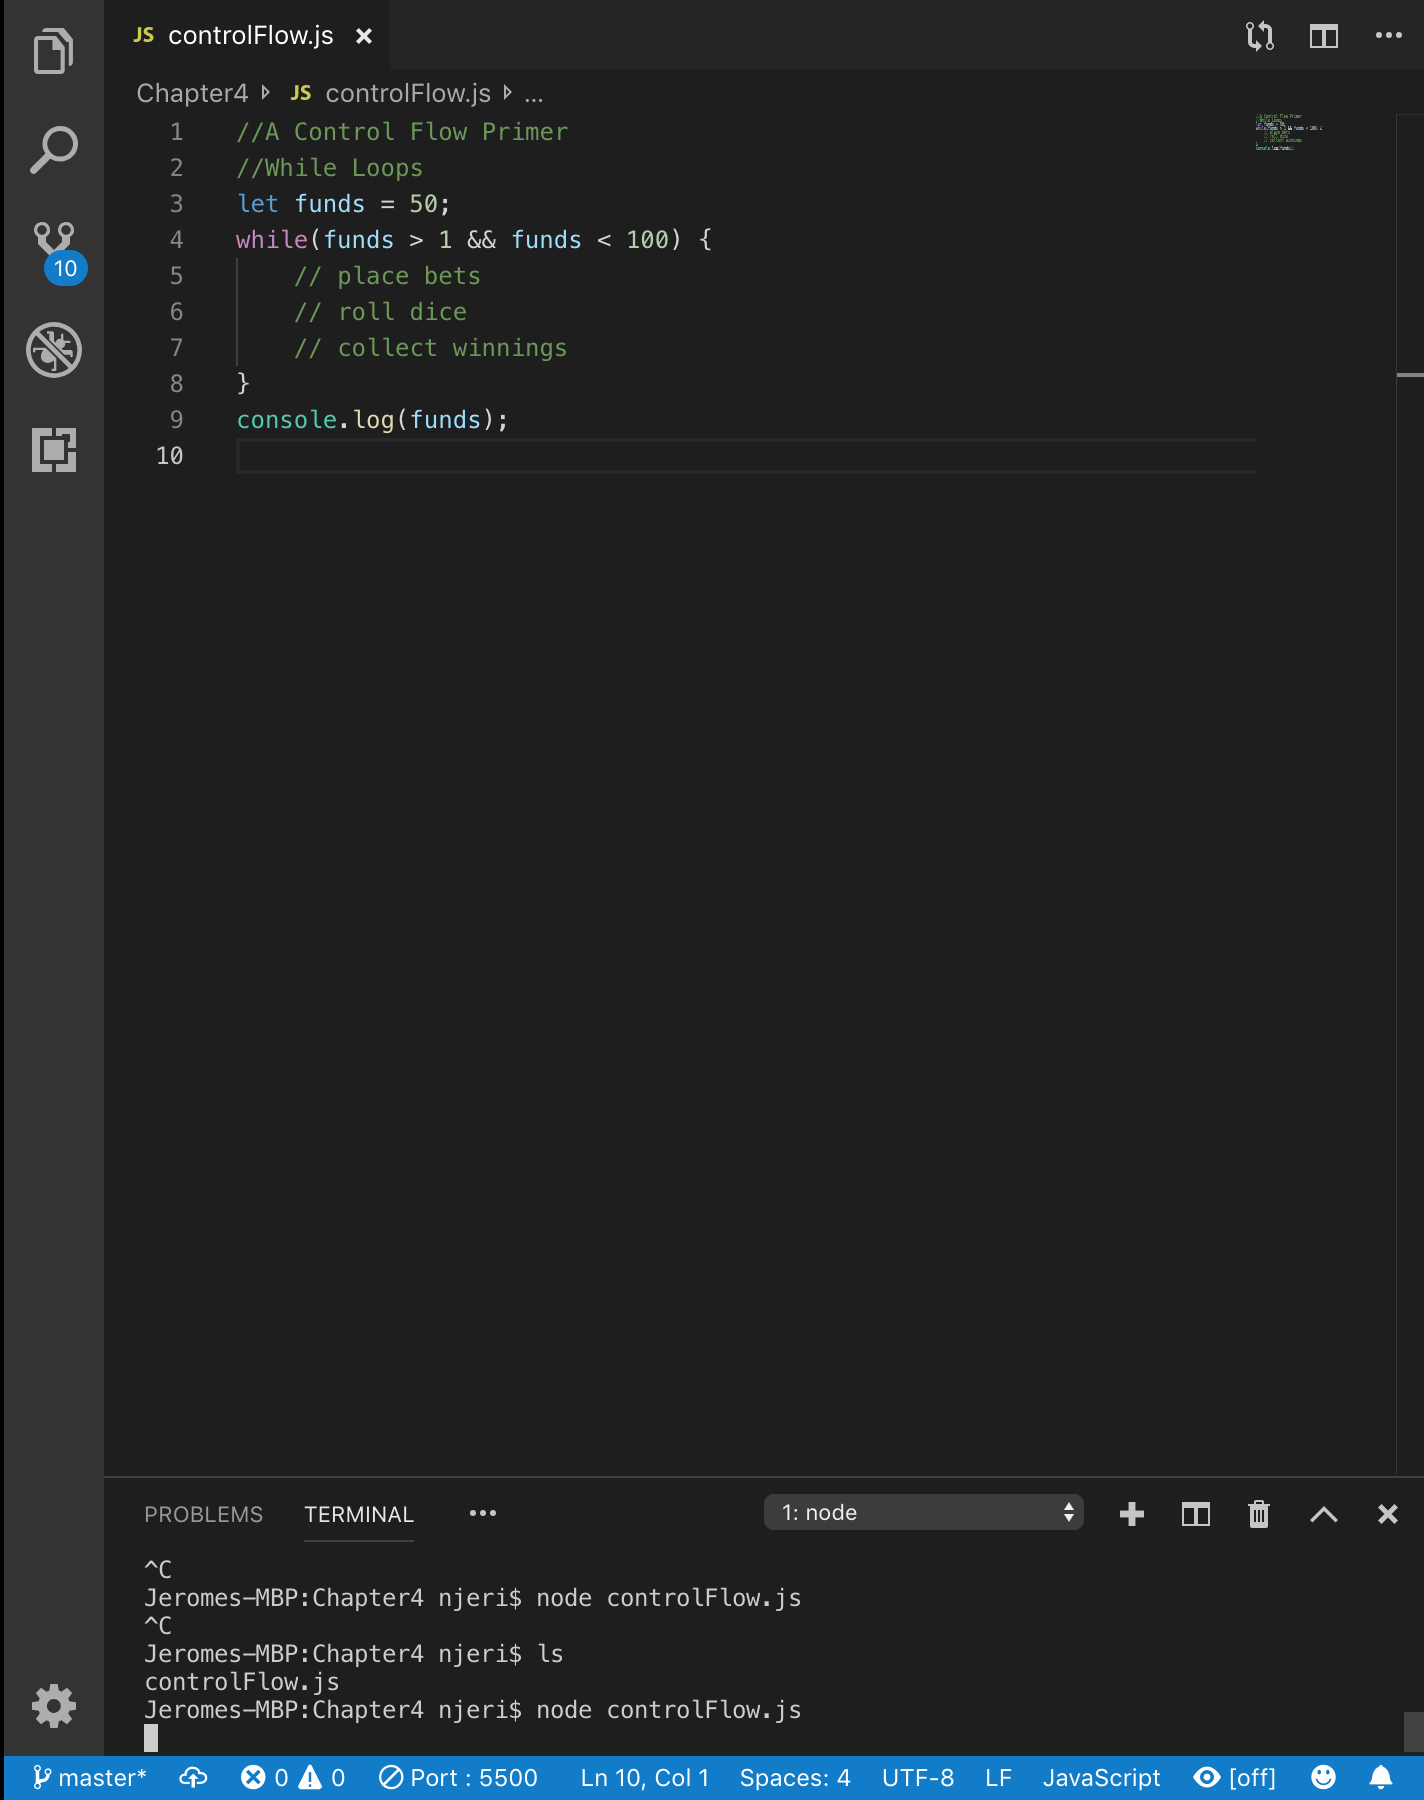 JS controlFlow.js ×
Chapter4 JS controlFlow.js ...
1 //A Control Flow Primer
2 //While Loops
3 let funds = 50;
4 while(funds > 1 && funds < 100) {
5 // place bets
6 // roll dice
7 // collect winnings
8 }
9 console.log(funds);
10
10
PROBLEMS TERMINAL ••• 1: node
^C
Jeromes-MBP:Chapter4 njeri$ node controlFlow.js
^C
Jeromes-MBP:Chapter4 njeri$ ls
controlFlow.js
Jeromes-MBP:Chapter4 njeri$ node controlFlow.js
master* 0 0 Port : 5500 Ln 10, Col 1 Spaces: 4 UTF-8 LF JavaScript [off]